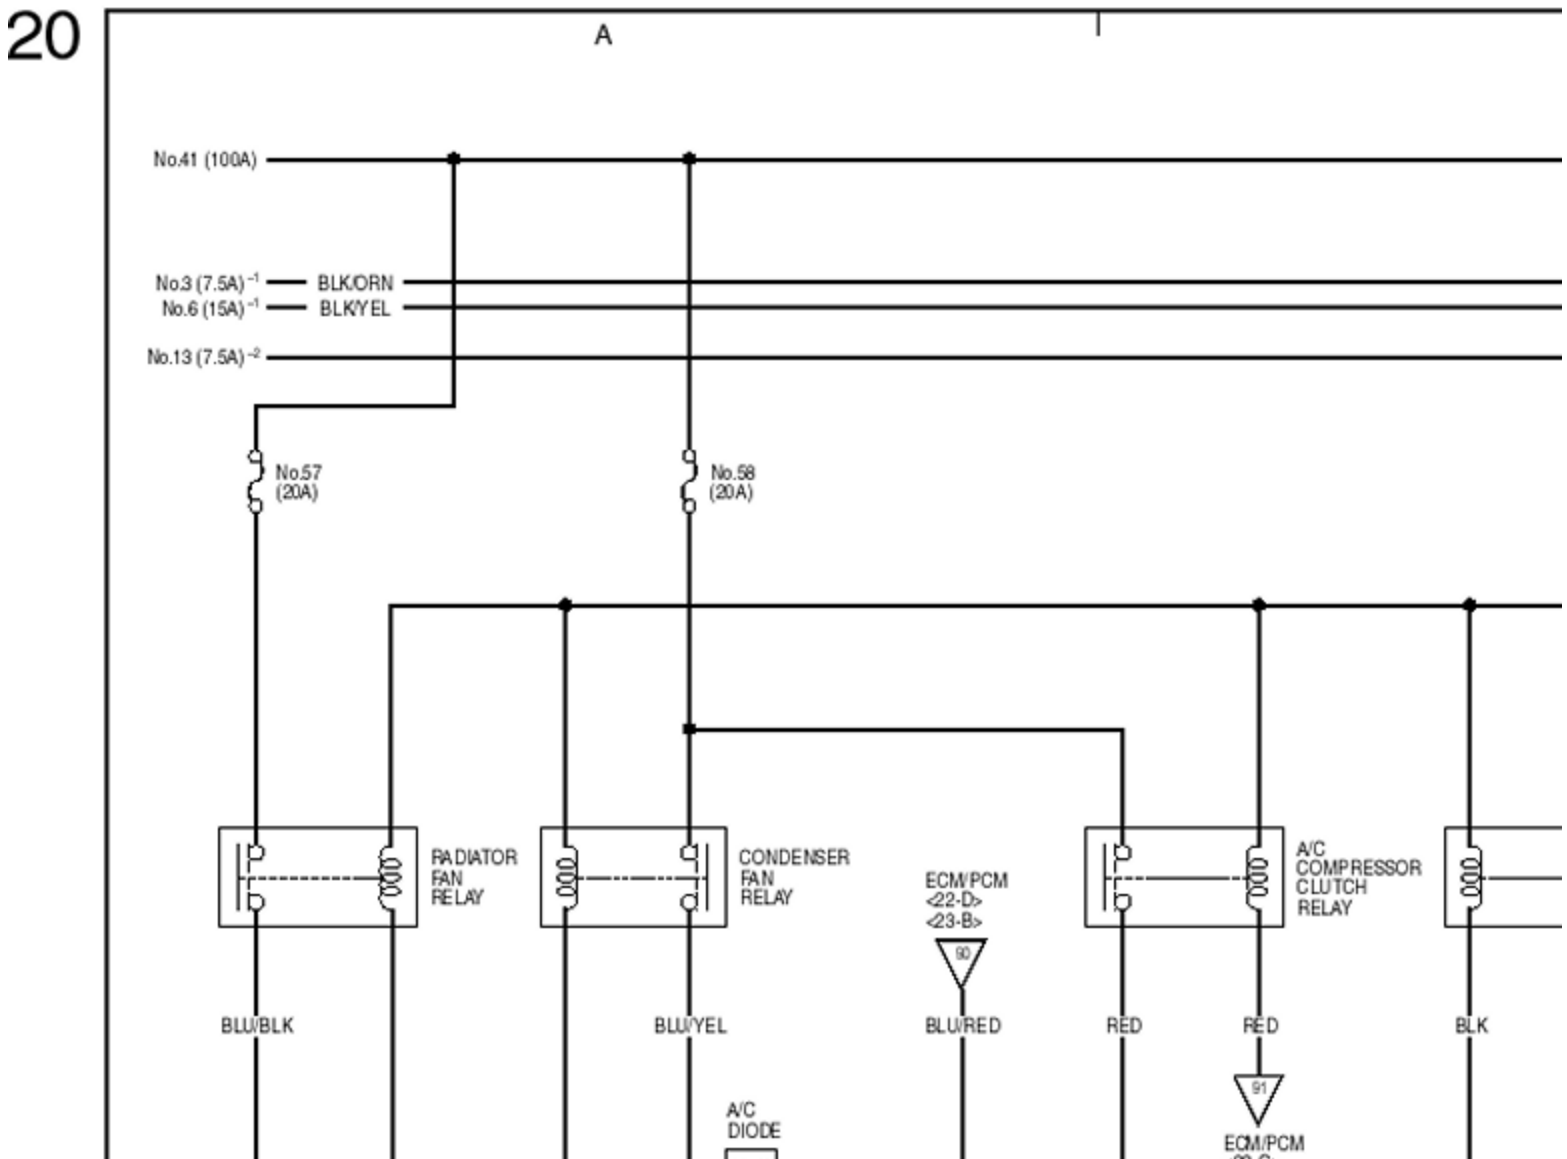 20
A
No.41 (100A)
No.3 (7.5A) -1 BLK/ORN
No.6 (15A) -1 BLK/YEL
No.13 (7.5A) -2
No.57
(20A)
No.58
(20A)
RADIATOR
FAN
RELAY
CONDENSER
FAN
RELAY
ECM/PCM
<22-D>
<23-B>
90
A/C
COMPRESSOR
CLUTCH
RELAY
BLU/BLK
BLU/YEL
BLU/RED
RED
RED
BLK
91
A/C
DIODE
ECM/PCM